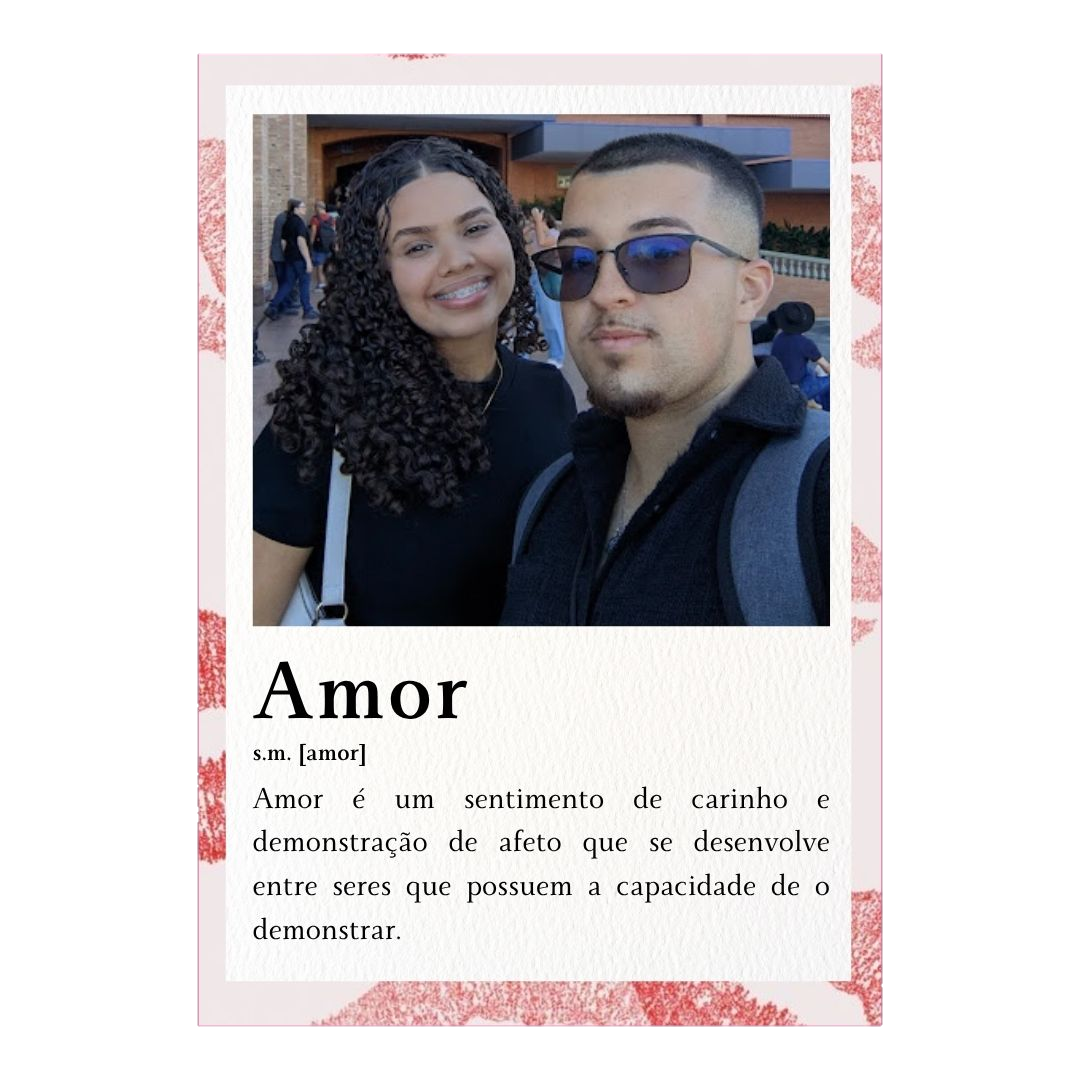 Amor
s.m. [amor]
Amor é um sentimento de carinho e
demonstração de afeto que se desenvolve
entre seres que possuem a capacidade de o
demonstrar.